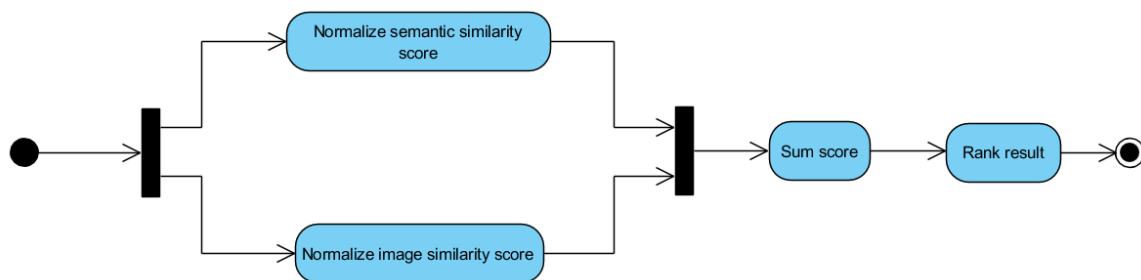 Normalize semantic similarity
score
Normalize image similarity score
Sum score
Rank result